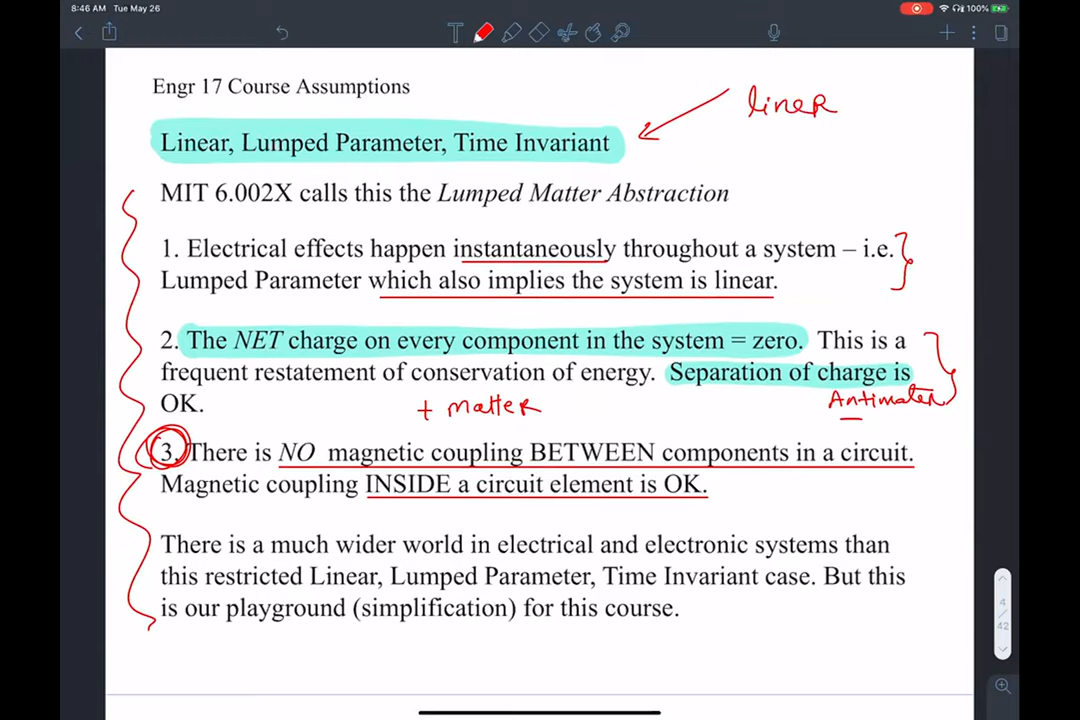 8:46 AM Tue May 26
100%
Engr 17 Course Assumptions
lineR
Linear, Lumped Parameter, Time Invariant
MIT 6.002X calls this the Lumped Matter Abstraction
1. Electrical effects happen instantaneously throughout a system – i.e.
Lumped Parameter which also implies the system is linear.
2. The NET charge on every component in the system = zero. This is a
frequent restatement of conservation of energy. Separation of charge is
OK.
+ matteR
Antimatter
3. There is NO magnetic coupling BETWEEN components in a circuit.
Magnetic coupling INSIDE a circuit element is OK.
There is a much wider world in electrical and electronic systems than
this restricted Linear, Lumped Parameter, Time Invariant case. But this
is our playground (simplification) for this course.
4
/
42